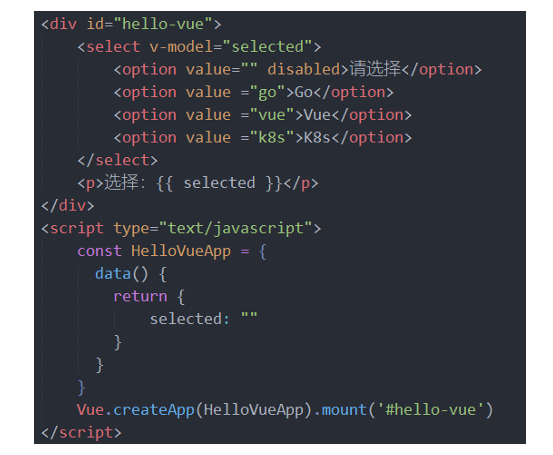 <div id="hello-vue">
    <select v-model="selected">
        <option value="" disabled>请选择</option>
        <option value ="go">Go</option>
        <option value ="vue">Vue</option>
        <option value ="k8s">K8s</option>
    </select>
    <p>选择: {{ selected }}</p>
</div>
<script type="text/javascript">
    const HelloVueApp = {
      data() {
        return {
            selected: ""
        }
      }
    }
    Vue.createApp(HelloVueApp).mount('#hello-vue')
</script>